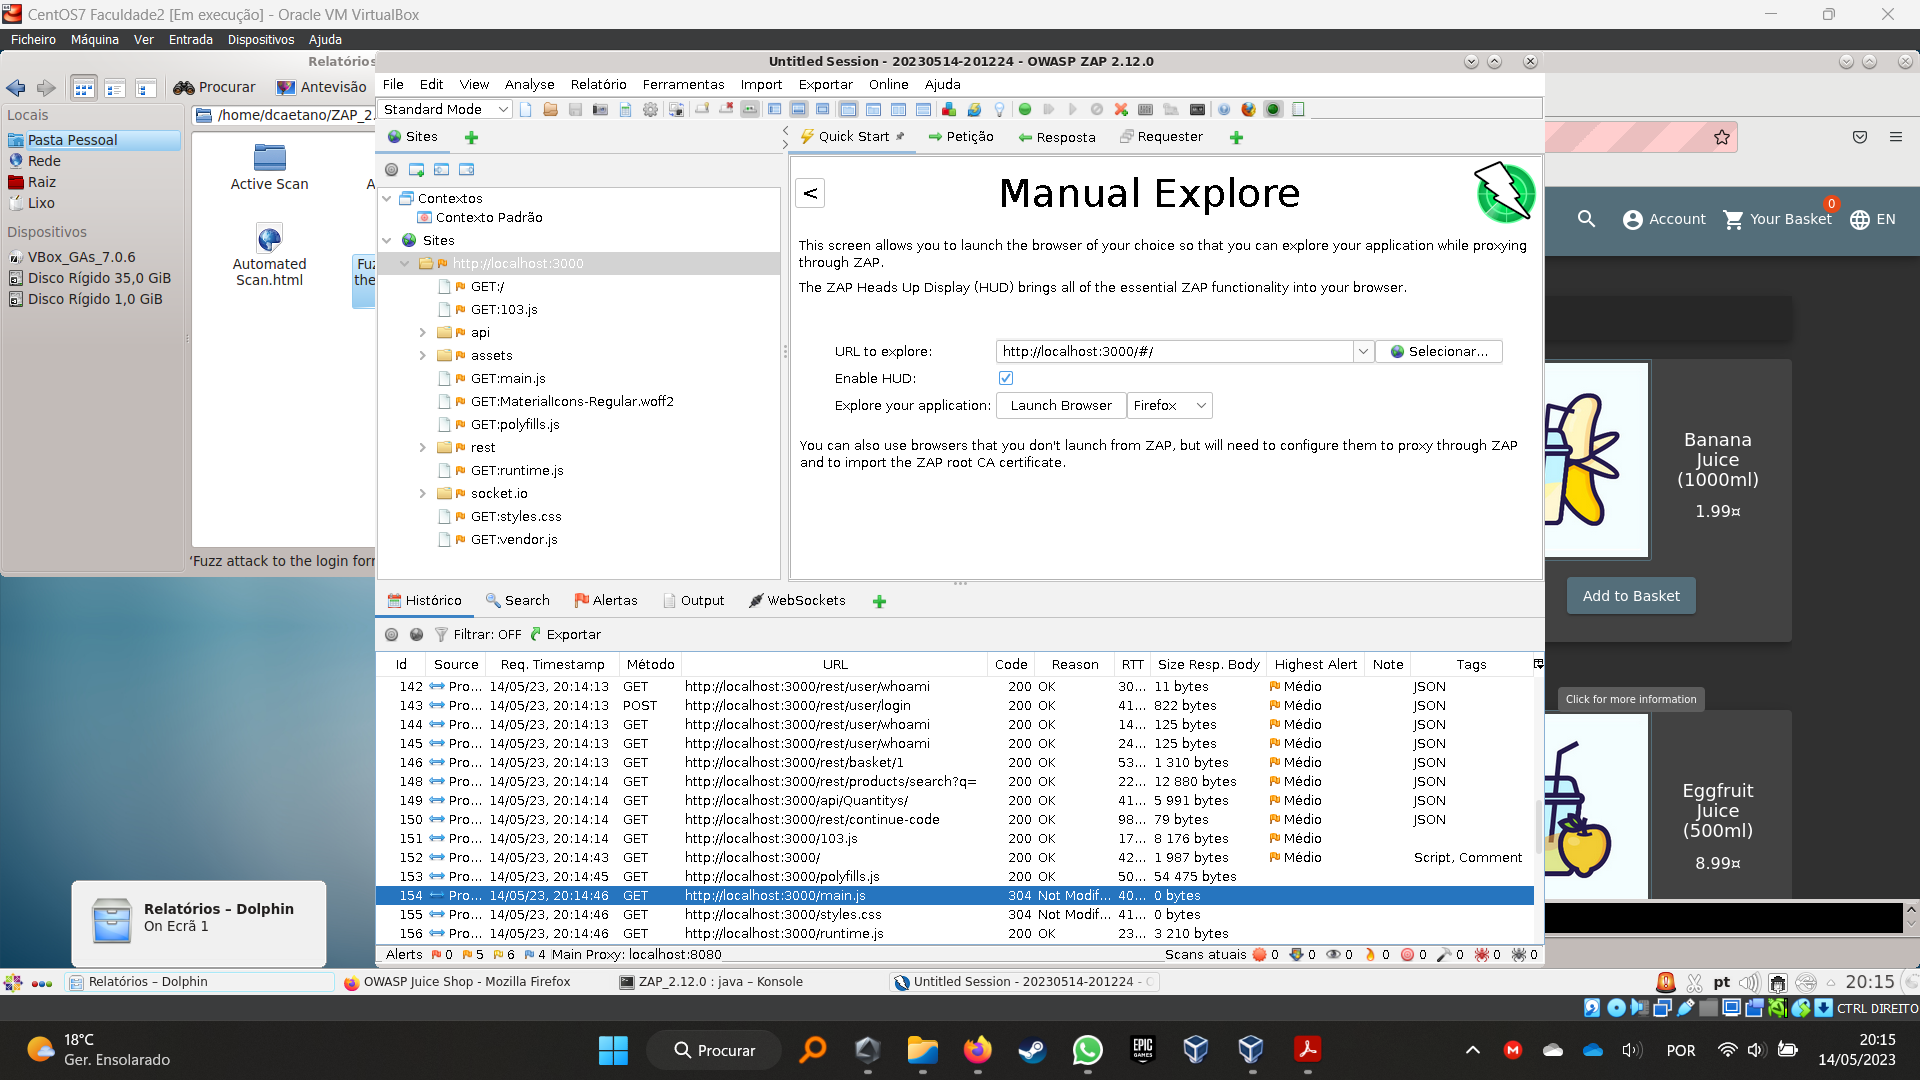 CentOS7 Faculdade2 [Em execução] - Oracle VM VirtualBox
Ficheiro Máquina Ver Entrada Dispositivos Ajuda
Relatórios
Procurar Antevisão
Locais
/home/dcaetano/ZAP_2.
Pasta Pessoal
Rede
Raiz
Lixo
Dispositivos
VBox_GAs_7.0.6
Disco Rígido 35,0 GiB
Disco Rígido 1,0 GiB
Active Scan
A
Automated
Scan.html
Fuz
the
'Fuzz attack to the login forr
Untitled Session - 20230514-201224 - OWASP ZAP 2.12.0
File Edit View Analyse Relatório Ferramentas Import Exportar Online Ajuda
Standard Mode
Sites
Quick Start Petição Resposta Requester
Contextos
Contexto Padrão
Sites
http://localhost:3000
GET:/
GET:103.js
api
assets
GET:main.js
GET:MaterialIcons-Regular.woff2
GET:polyfills.js
rest
GET:runtime.js
socket.io
GET:styles.css
GET:vendor.js
<
Manual Explore
This screen allows you to launch the browser of your choice so that you can explore your application while proxying
through ZAP.
The ZAP Heads Up Display (HUD) brings all of the essential ZAP functionality into your browser.
URL to explore: http://localhost:3000/#/ Selecionar...
Enable HUD:
Explore your application: Launch Browser Firefox
You can also use browsers that you don't launch from ZAP, but will need to configure them to proxy through ZAP
and to import the ZAP root CA certificate.
Histórico Search Alertas Output WebSockets
Filtrar: OFF Exportar
Id Source Req. Timestamp Método URL Code Reason RTT Size Resp. Body Highest Alert Note Tags
142 Pro... 14/05/23, 20:14:13 GET http://localhost:3000/rest/user/whoami 200 OK 30... 11 bytes Médio JSON
143 Pro... 14/05/23, 20:14:13 POST http://localhost:3000/rest/user/login 200 OK 41... 822 bytes Médio JSON
144 Pro... 14/05/23, 20:14:13 GET http://localhost:3000/rest/user/whoami 200 OK 14... 125 bytes Médio JSON
145 Pro... 14/05/23, 20:14:13 GET http://localhost:3000/rest/user/whoami 200 OK 24... 125 bytes Médio JSON
146 Pro... 14/05/23, 20:14:13 GET http://localhost:3000/rest/basket/1 200 OK 53... 1 310 bytes Médio JSON
148 Pro... 14/05/23, 20:14:14 GET http://localhost:3000/rest/products/search?q= 200 OK 22... 12 880 bytes Médio JSON
149 Pro... 14/05/23, 20:14:14 GET http://localhost:3000/api/Quantitys/ 200 OK 41... 5 991 bytes Médio JSON
150 Pro... 14/05/23, 20:14:14 GET http://localhost:3000/rest/continue-code 200 OK 98... 79 bytes Médio JSON
151 Pro... 14/05/23, 20:14:14 GET http://localhost:3000/103.js 200 OK 17... 8 176 bytes Médio
152 Pro... 14/05/23, 20:14:43 GET http://localhost:3000/ 200 OK 42... 1 987 bytes Médio Script, Comment
153 Pro... 14/05/23, 20:14:45 GET http://localhost:3000/polyfills.js 200 OK 50... 54 475 bytes
154 Pro... 14/05/23, 20:14:46 GET http://localhost:3000/main.js 304 Not Modif... 40... 0 bytes
155 Pro... 14/05/23, 20:14:46 GET http://localhost:3000/styles.css 304 Not Modif... 41... 0 bytes
156 Pro... 14/05/23, 20:14:46 GET http://localhost:3000/runtime.js 200 OK 23... 3 210 bytes
Alerts 0 5 6 4 Main Proxy: localhost:8080 Scans atuais 0 0 0 0 0 0 0 0
0
Account Your Basket EN
Banana
Juice
(1000ml)
1.99¤
Add to Basket
Click for more information
Eggfruit
Juice
(500ml)
8.99¤
Relatórios – Dolphin
On Ecrã 1
Relatórios – Dolphin OWASP Juice Shop - Mozilla Firefox ZAP_2.12.0 : java – Konsole Untitled Session - 20230514-201224 - O pt 20:15
CTRL DIREITO
18°C
Ger. Ensolarado
Procurar
EPIC
GAMES
M
POR
20:15
14/05/2023